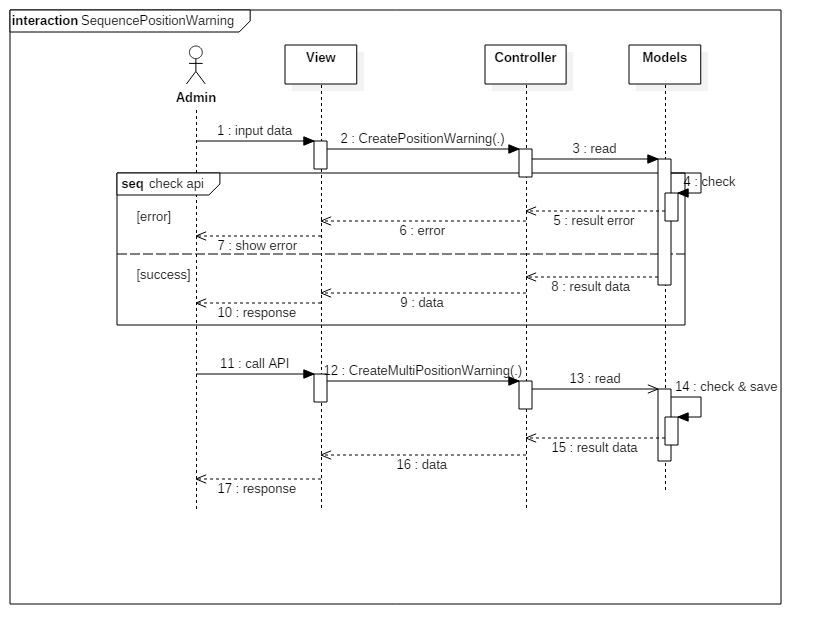 interaction SequencePositionWarning
View
Controller
Models
Admin
1 : input data
2 : CreatePositionWarning(.)
3 : read
seq check api
4 : check
[error]
5 : result error
6 : error
7 : show error
[success]
8 : result data
9 : data
10 : response
11 : call API
12 : CreateMultiPositionWarning(.)
13 : read
14 : check & save
15 : result data
16 : data
17 : response